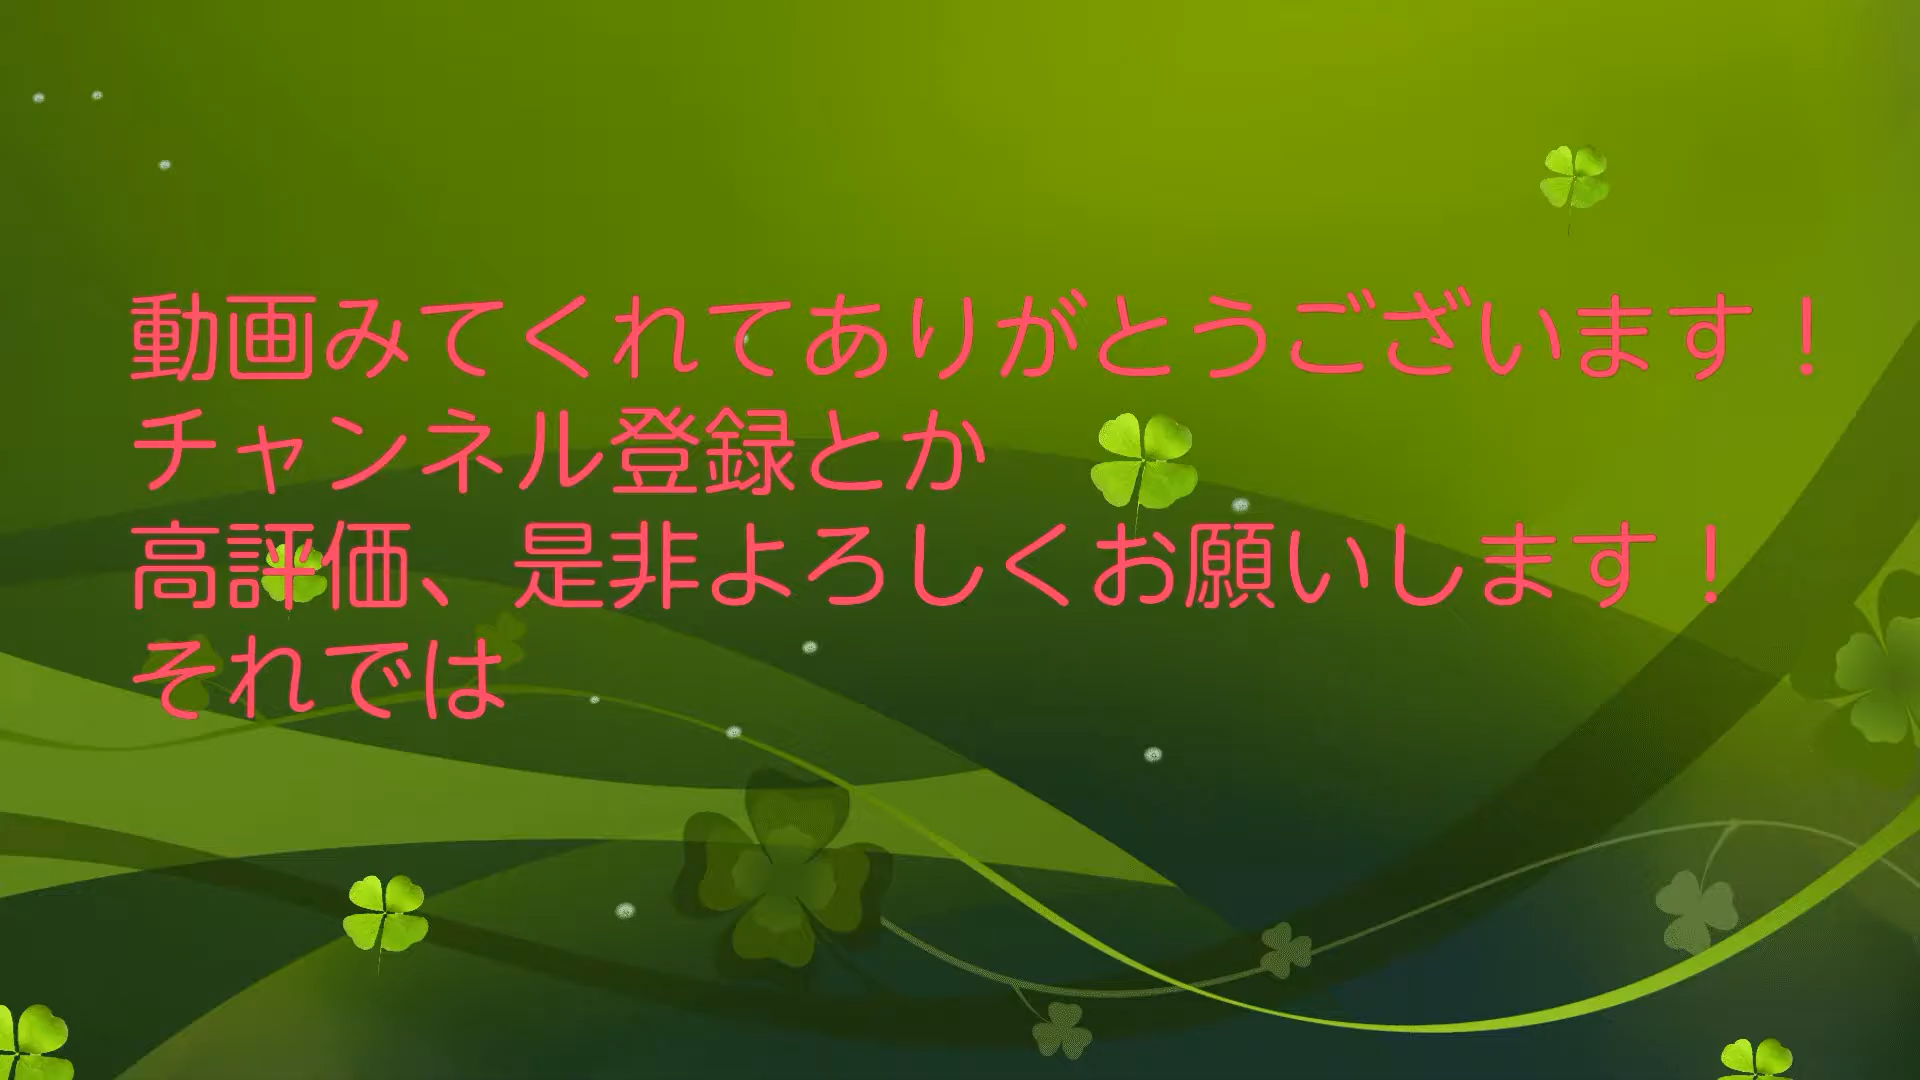 動画みてくれてありがとうございます！
チャンネル登録とか
高評価、是非よろしくお願いします！
それでは